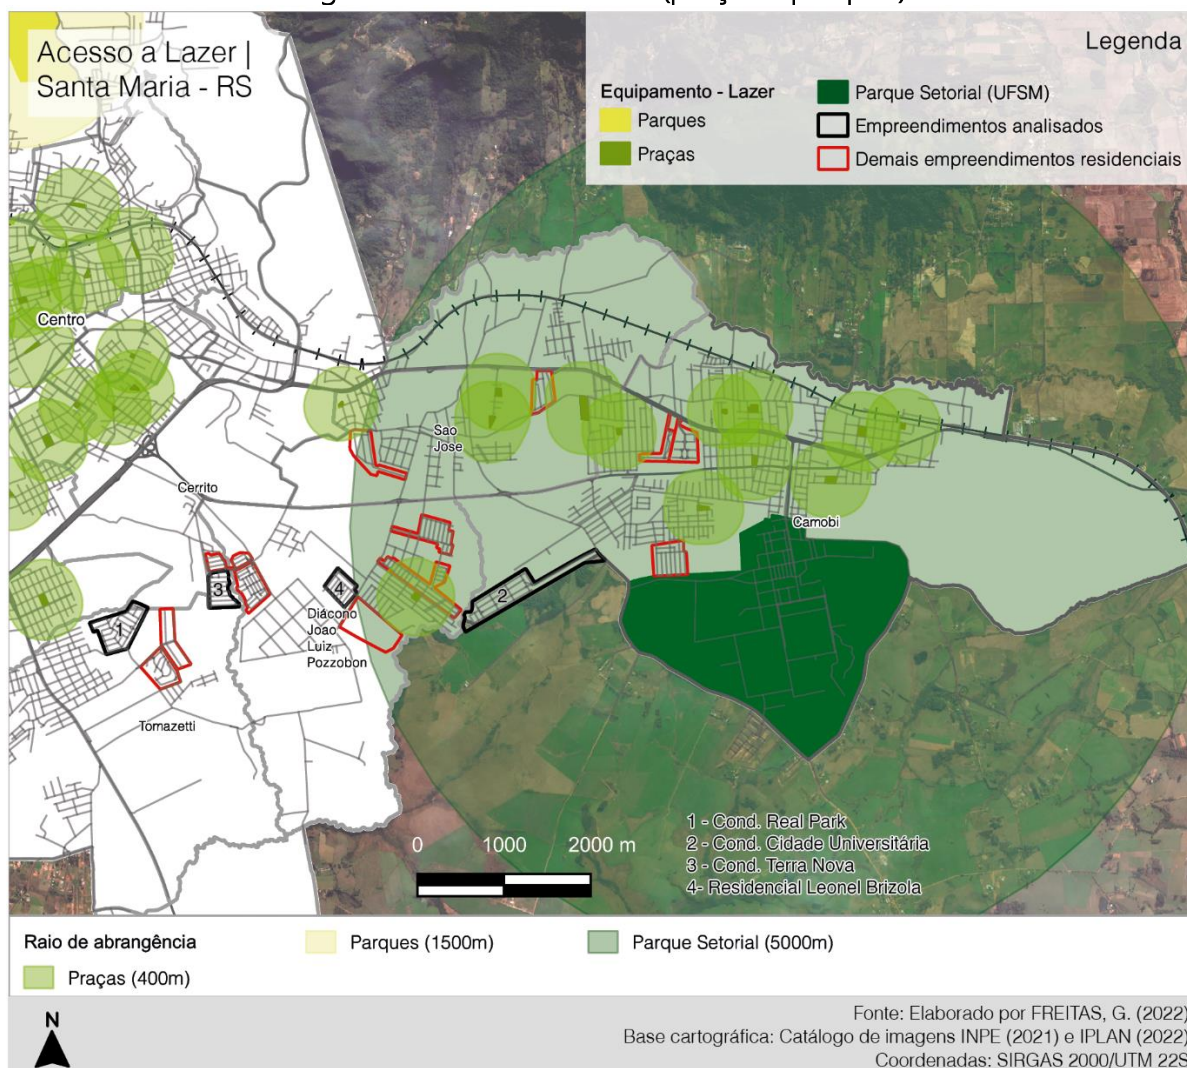 Acesso a Lazer |
Santa Maria - RS
Legenda
Equipamento - Lazer
Parques
Praças
Parque Setorial (UFSM)
Empreendimentos analisados
Demais empreendimentos residenciais
Centro
Sao
Jose
Cerrito
Camobi
1
2
3
4
Diácono
Joao
Luiz
Pozzobon
Tomazetti
0 1000 2000 m
1 - Cond. Real Park
2 - Cond. Cidade Universitária
3 - Cond. Terra Nova
4- Residencial Leonel Brizola
Raio de abrangência
Praças (400m)
Parques (1500m)
Parque Setorial (5000m)
N
Fonte: Elaborado por FREITAS, G. (2022)
Base cartográfica: Catálogo de imagens INPE (2021) e IPLAN (2022)
Coordenadas: SIRGAS 2000/UTM 22S